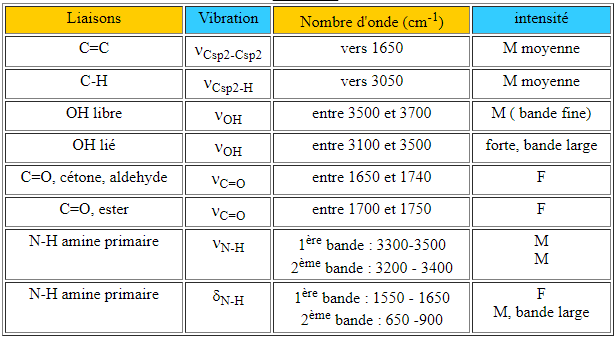 Liaisons Vibration Nombre d'onde (cm⁻¹) intensité
C=C νCsp2-Csp2 vers 1650 M moyenne
C-H νCsp2-H vers 3050 M moyenne
OH libre νOH entre 3500 et 3700 M ( bande fine)
OH lié νOH entre 3100 et 3500 forte, bande large
C=O, cétone, aldehyde νC=O entre 1650 et 1740 F
C=O, ester νC=O entre 1700 et 1750 F
N-H amine primaire νN-H 1ère bande : 3300-3500 M
2ème bande : 3200 - 3400 M
N-H amine primaire δN-H 1ère bande : 1550 - 1650 F
2ème bande : 650 -900 M, bande large